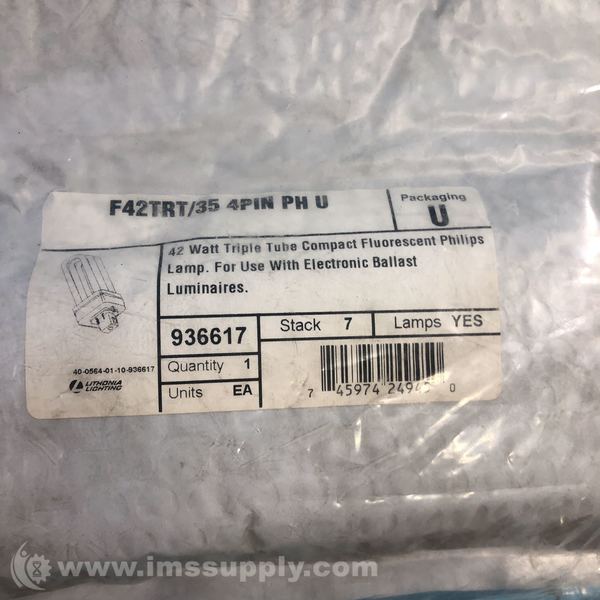 F42TRT/35 4PIN PH U
Packaging
U
42 Watt Triple Tube Compact Fluorescent Philips
Lamp. For Use With Electronic Ballast
Luminaires.
40-0564-01-10-936617
LITHONIA
LIGHTING
936617
Stack 7
Lamps YES
Quantity 1
Units EA
7 45974 24945 0
www.imssupply.com